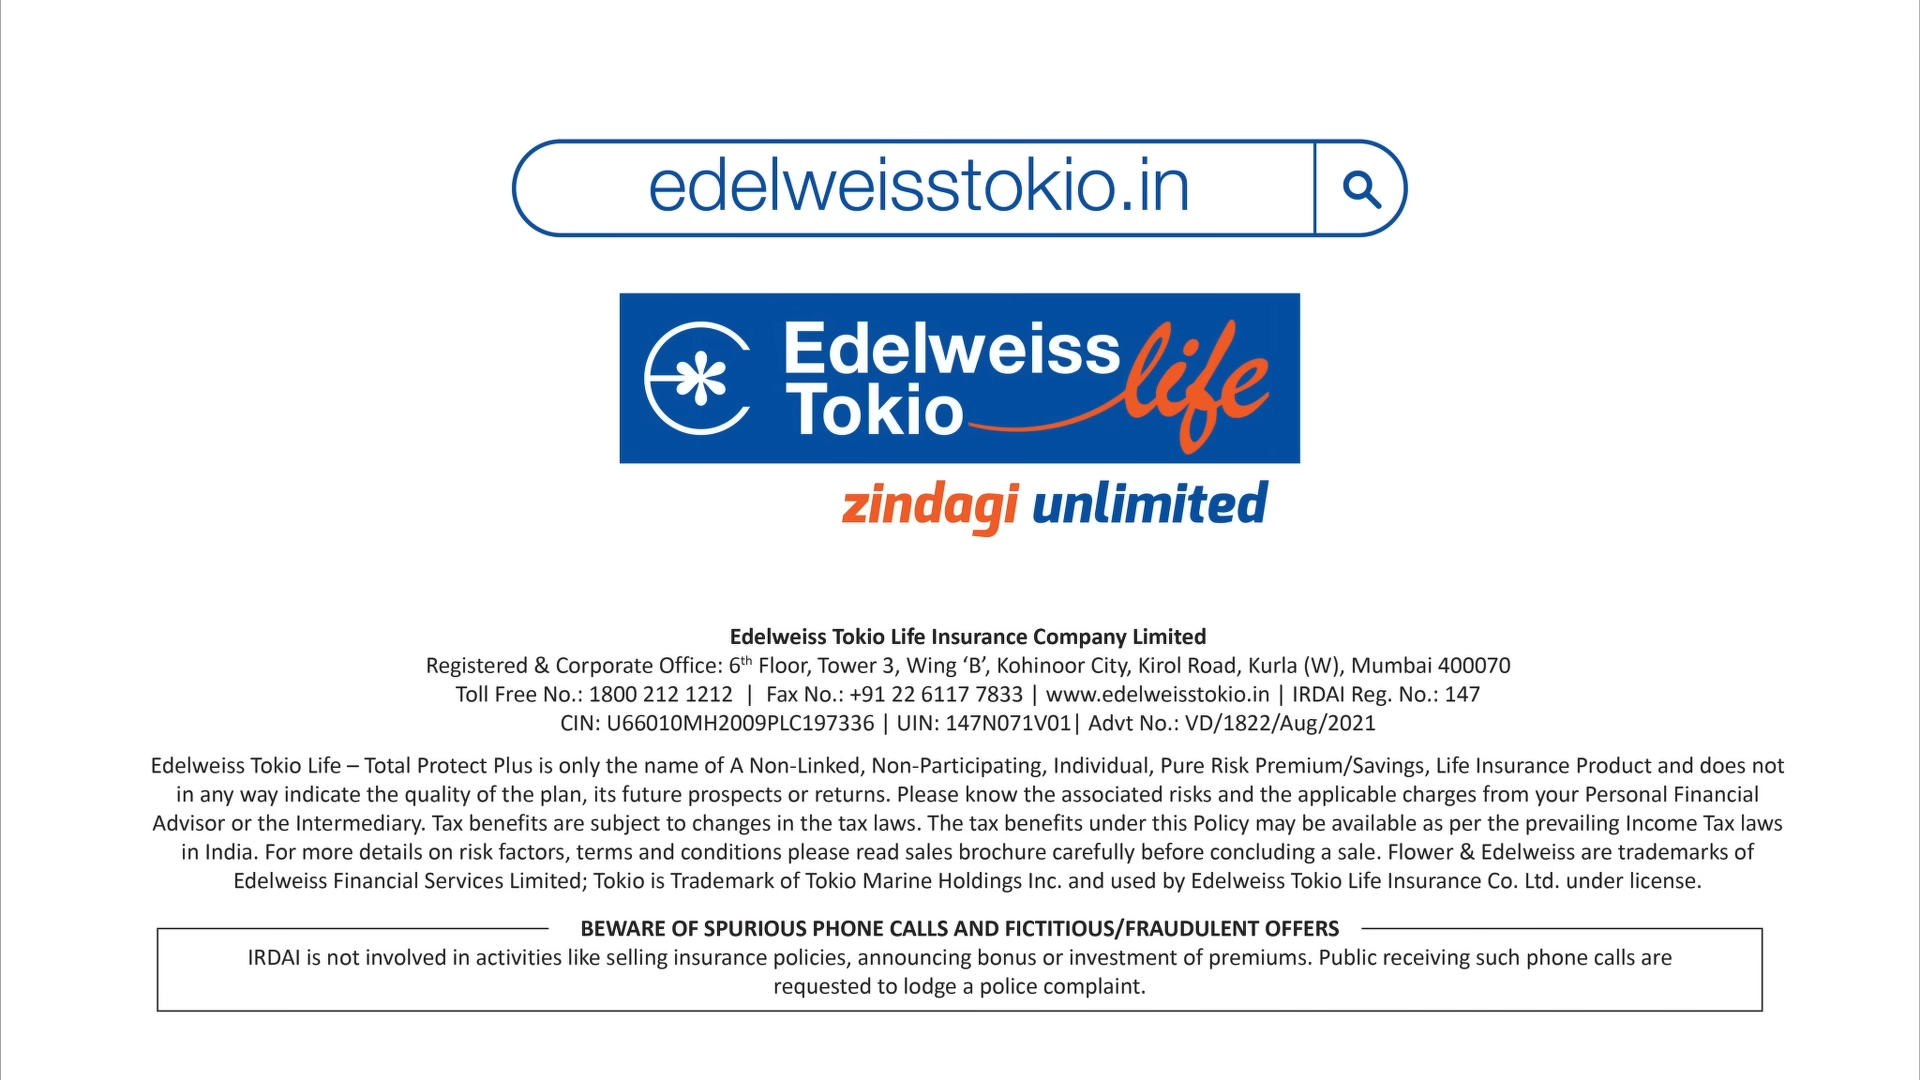 edelweisstokio.in
Edelweiss
Tokio life
zindagi unlimited
Edelweiss Tokio Life Insurance Company Limited
Registered & Corporate Office: 6th Floor, Tower 3, Wing ‘B’, Kohinoor City, Kirol Road, Kurla (W), Mumbai 400070
Toll Free No.: 1800 212 1212 | Fax No.: +91 22 6117 7833 | www.edelweisstokio.in | IRDAI Reg. No.: 147
CIN: U66010MH2009PLC197336 | UIN: 147N071V01| Advt No.: VD/1822/Aug/2021
Edelweiss Tokio Life – Total Protect Plus is only the name of A Non-Linked, Non-Participating, Individual, Pure Risk Premium/Savings, Life Insurance Product and does not
in any way indicate the quality of the plan, its future prospects or returns. Please know the associated risks and the applicable charges from your Personal Financial
Advisor or the Intermediary. Tax benefits are subject to changes in the tax laws. The tax benefits under this Policy may be available as per the prevailing Income Tax laws
in India. For more details on risk factors, terms and conditions please read sales brochure carefully before concluding a sale. Flower & Edelweiss are trademarks of
Edelweiss Financial Services Limited; Tokio is Trademark of Tokio Marine Holdings Inc. and used by Edelweiss Tokio Life Insurance Co. Ltd. under license.
BEWARE OF SPURIOUS PHONE CALLS AND FICTITIOUS/FRAUDULENT OFFERS
IRDAI is not involved in activities like selling insurance policies, announcing bonus or investment of premiums. Public receiving such phone calls are
requested to lodge a police complaint.